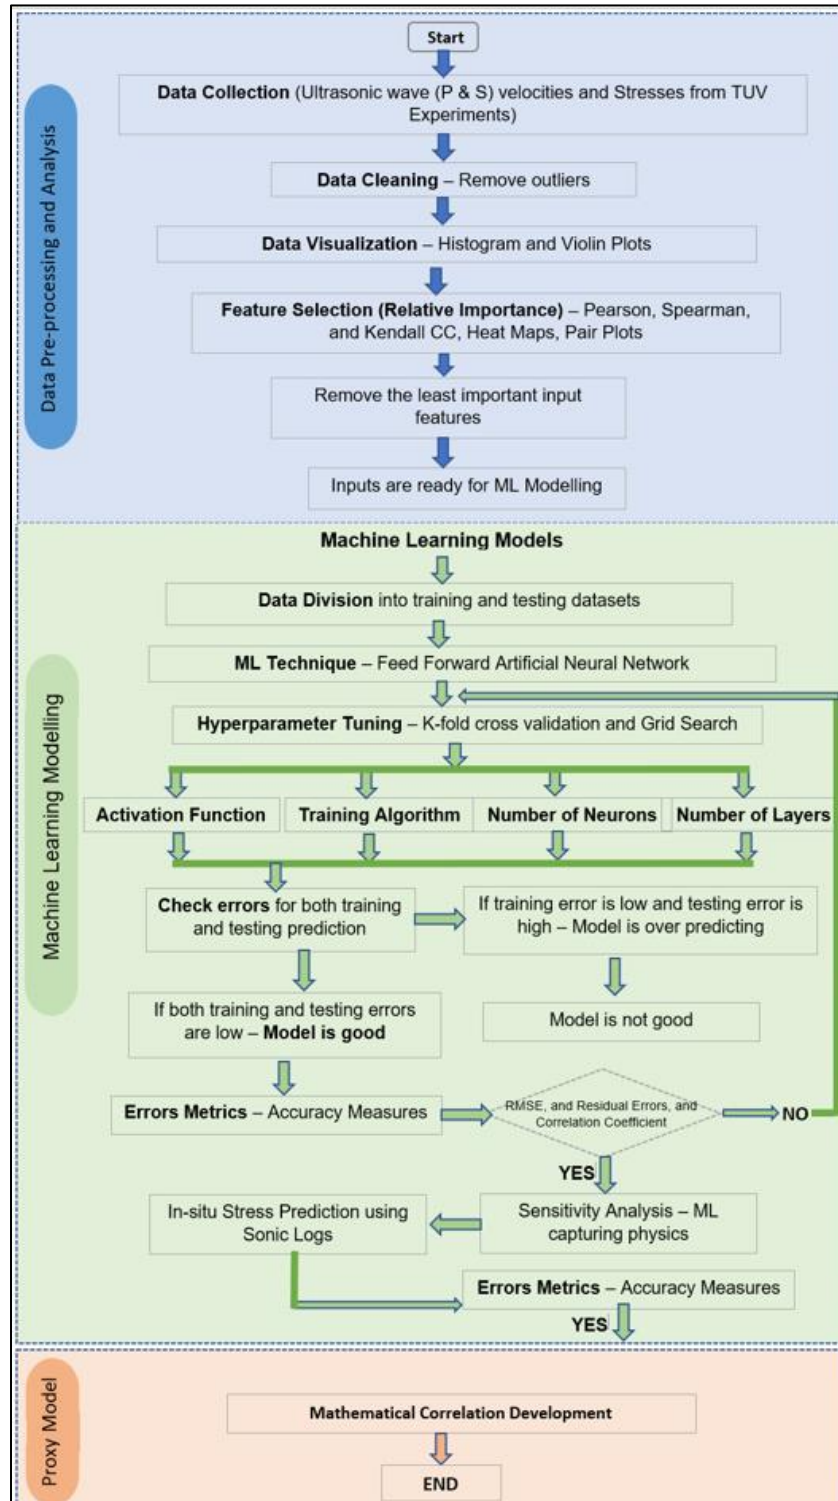 Start
Data Collection (Ultrasonic wave (P & S) velocities and Stresses from TUV
Experiments)
Data Cleaning – Remove outliers
Data Visualization – Histogram and Violin Plots
Feature Selection (Relative Importance) – Pearson, Spearman,
and Kendall CC, Heat Maps, Pair Plots
Remove the least important input
features
Inputs are ready for ML Modelling
Data Pre-processing and Analysis
Machine Learning Models
Data Division into training and testing datasets
ML Technique – Feed Forward Artificial Neural Network
Hyperparameter Tuning – K-fold cross validation and Grid Search
Activation Function
Training Algorithm
Number of Neurons
Number of Layers
Check errors for both training
and testing prediction
If training error is low and testing error is
high – Model is over predicting
If both training and testing errors
are low – Model is good
Model is not good
Errors Metrics – Accuracy Measures
RMSE, and Residual Errors, and
Correlation Coefficient
NO
YES
Sensitivity Analysis – ML
capturing physics
In-situ Stress Prediction using
Sonic Logs
Errors Metrics – Accuracy Measures
YES
Machine Learning Modelling
Mathematical Correlation Development
END
Proxy Model